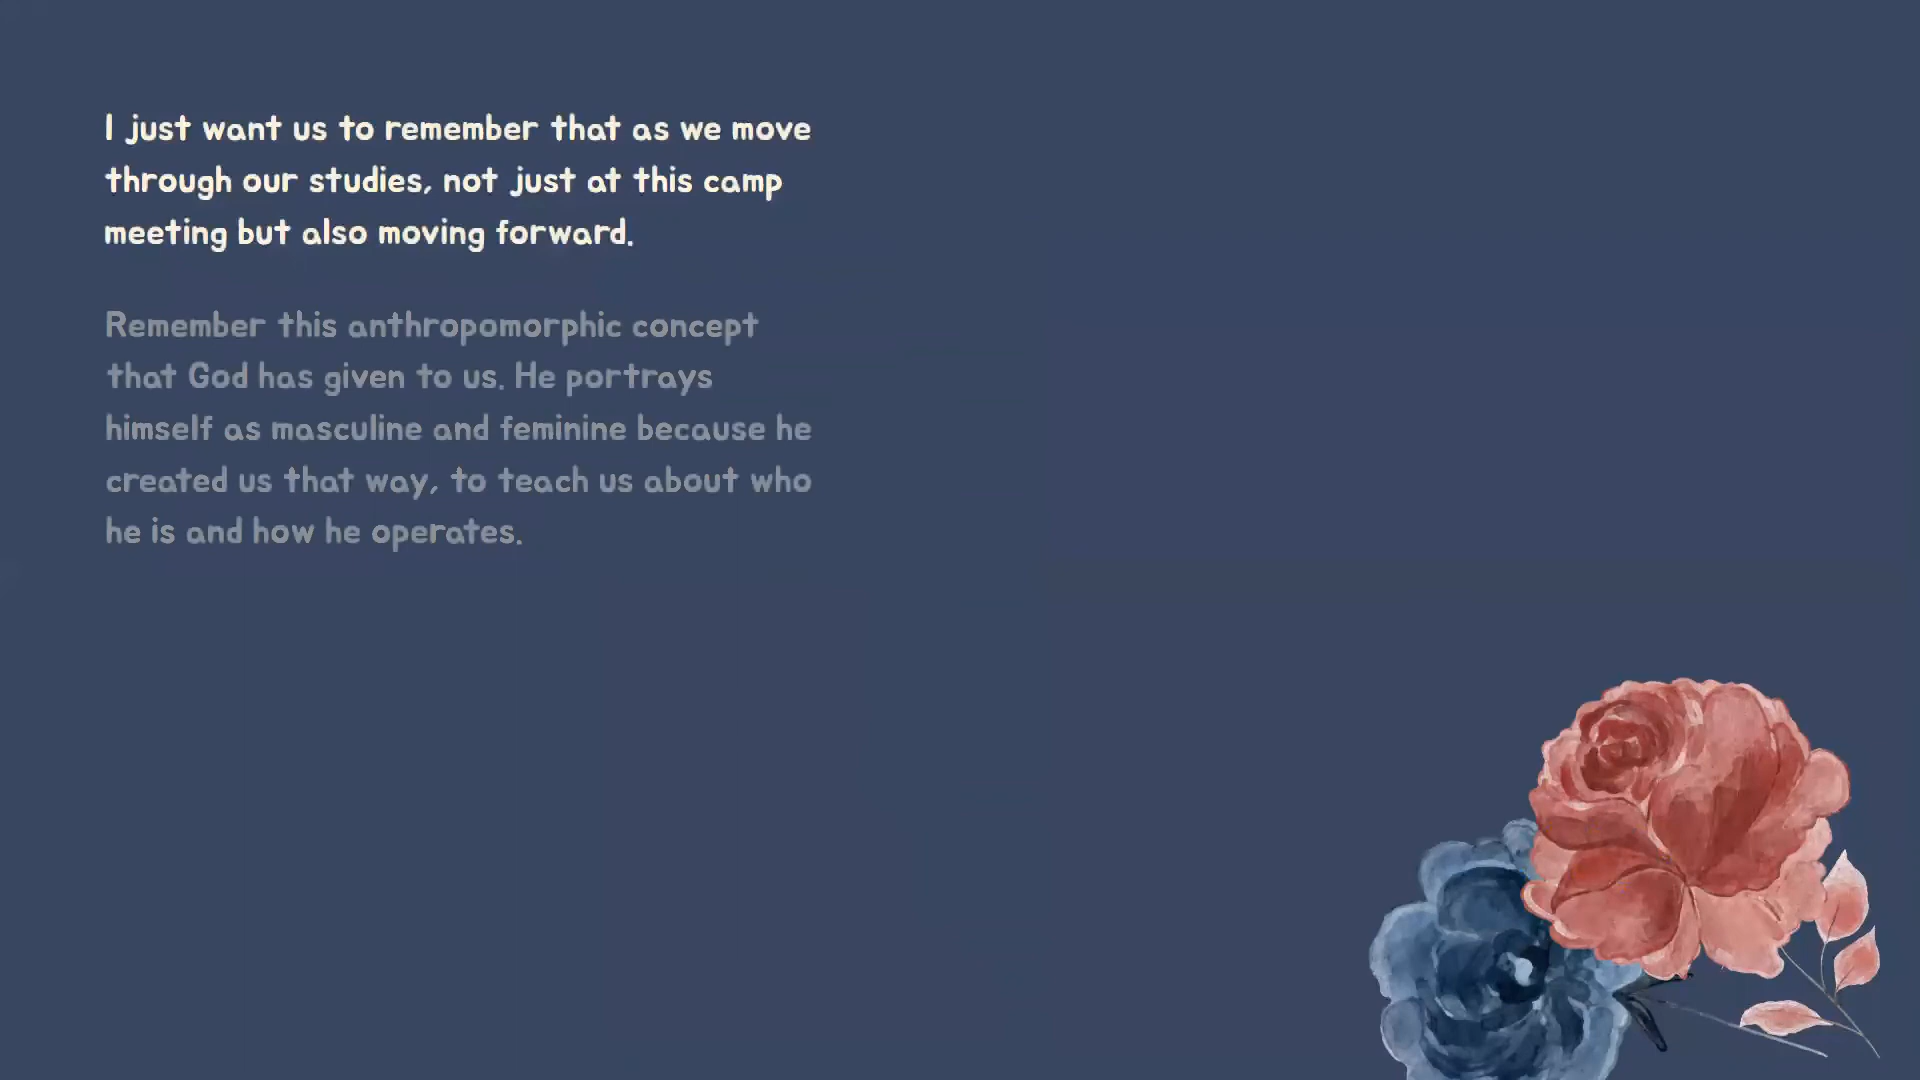 I just want us to remember that as we move
through our studies, not just at this camp
meeting but also moving forward.
Remember this anthropomorphic concept
that God has given to us. He portrays
himself as masculine and feminine because he
created us that way, to teach us about who
he is and how he operates.